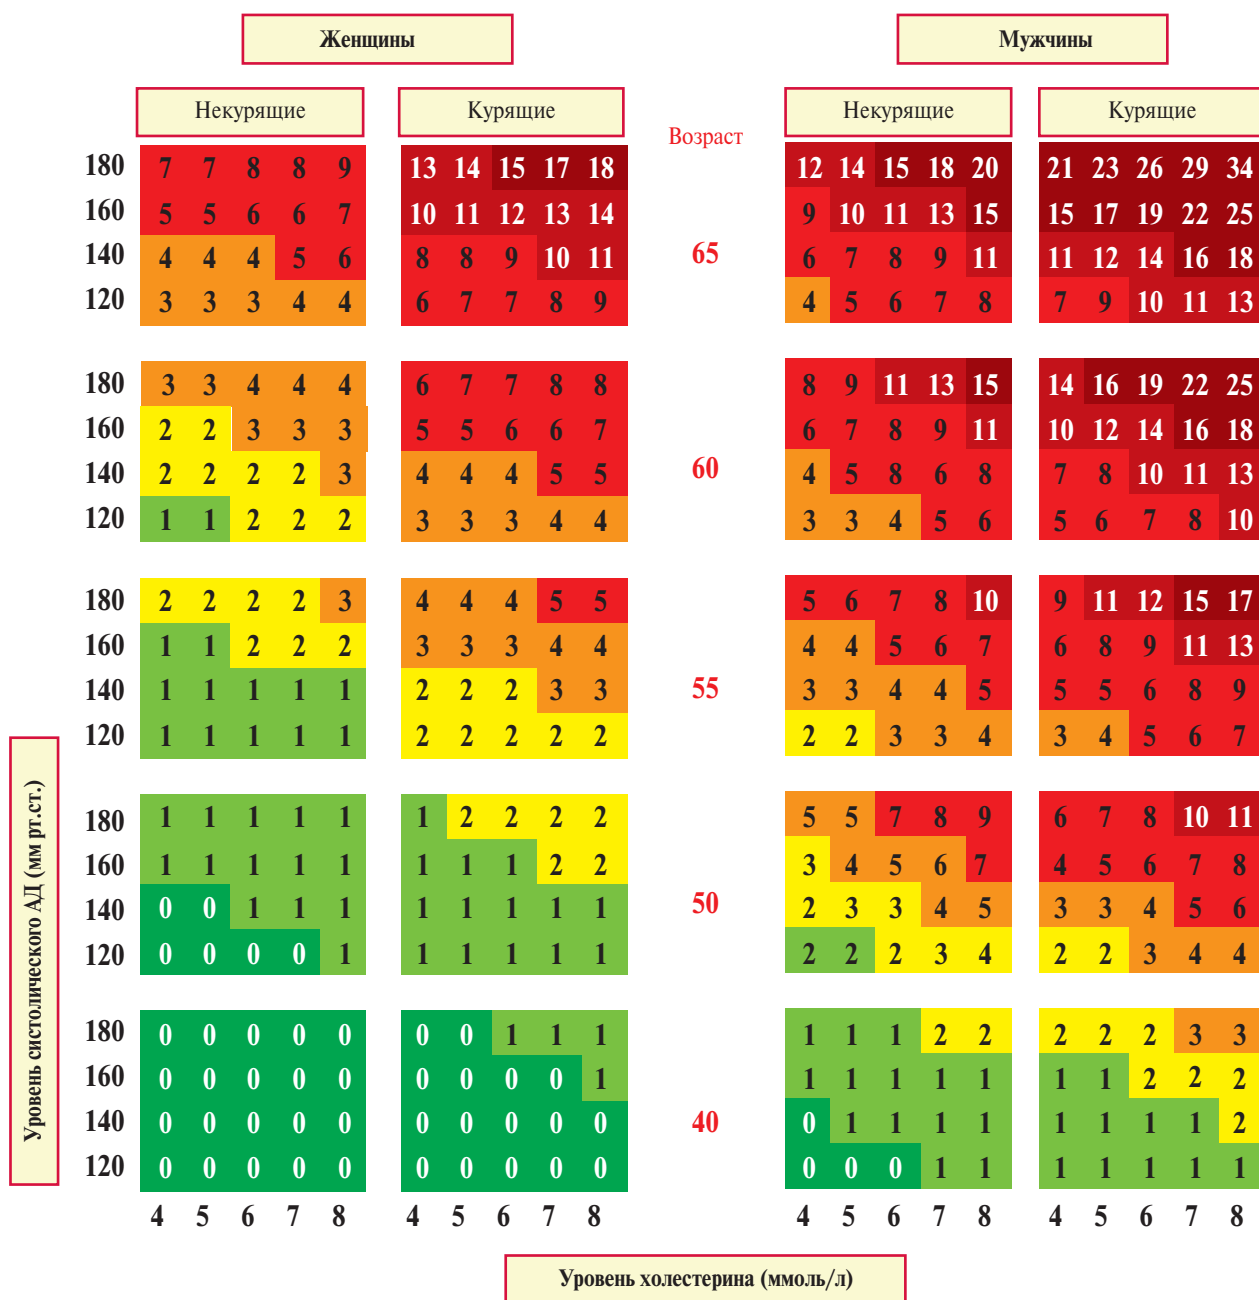 Женщины Мужчины
Некурящие Курящие Некурящие Курящие
Возраст
180 7 7 8 8 9 13 14 15 17 18 12 14 15 18 20 21 23 26 29 34
160 5 5 6 6 7 10 11 12 13 14 9 10 11 13 15 15 17 19 22 25
140 4 4 4 5 6 8 8 9 10 11 65 6 7 8 9 11 11 12 14 16 18
120 3 3 3 4 4 6 7 7 8 9 4 5 6 7 8 7 9 10 11 13
180 3 3 4 4 4 6 7 7 8 8 8 9 11 13 15 14 16 19 22 25
160 2 2 3 3 3 5 5 6 6 7 6 7 8 9 11 10 12 14 16 18
140 2 2 2 2 3 4 4 4 5 5 60 4 5 8 6 8 7 8 10 11 13
120 1 1 2 2 2 3 3 3 4 4 3 3 4 5 6 5 6 7 8 10
180 2 2 2 2 3 4 4 4 5 5 5 6 7 8 10 9 11 12 15 17
160 1 1 2 2 2 3 3 3 4 4 4 4 5 6 7 6 8 9 11 13
140 1 1 1 1 1 2 2 2 3 3 55 3 3 4 4 5 5 5 6 8 9
120 1 1 1 1 1 2 2 2 2 2 2 2 3 3 4 3 4 5 6 7
180 1 1 1 1 1 1 2 2 2 2 5 5 7 8 9 6 7 8 10 11
160 1 1 1 1 1 1 1 1 2 2 3 4 5 6 7 4 5 6 7 8
140 0 0 1 1 1 1 1 1 1 1 50 2 3 3 4 5 3 3 4 5 6
120 0 0 0 0 1 1 1 1 1 1 2 2 2 3 4 2 2 3 4 4
180 0 0 0 0 0 0 0 1 1 1 1 1 1 2 2 2 2 2 3 3
160 0 0 0 0 0 0 0 0 0 1 1 1 1 1 1 1 1 2 2 2
140 0 0 0 0 0 0 0 0 0 0 40 0 1 1 1 1 1 1 1 1 2
120 0 0 0 0 0 0 0 0 0 0 0 0 0 1 1 1 1 1 1 1
4 5 6 7 8 4 5 6 7 8 4 5 6 7 8 4 5 6 7 8
Уровень систолического АД (мм рт.ст.)
Уровень холестерина (ммоль/л)